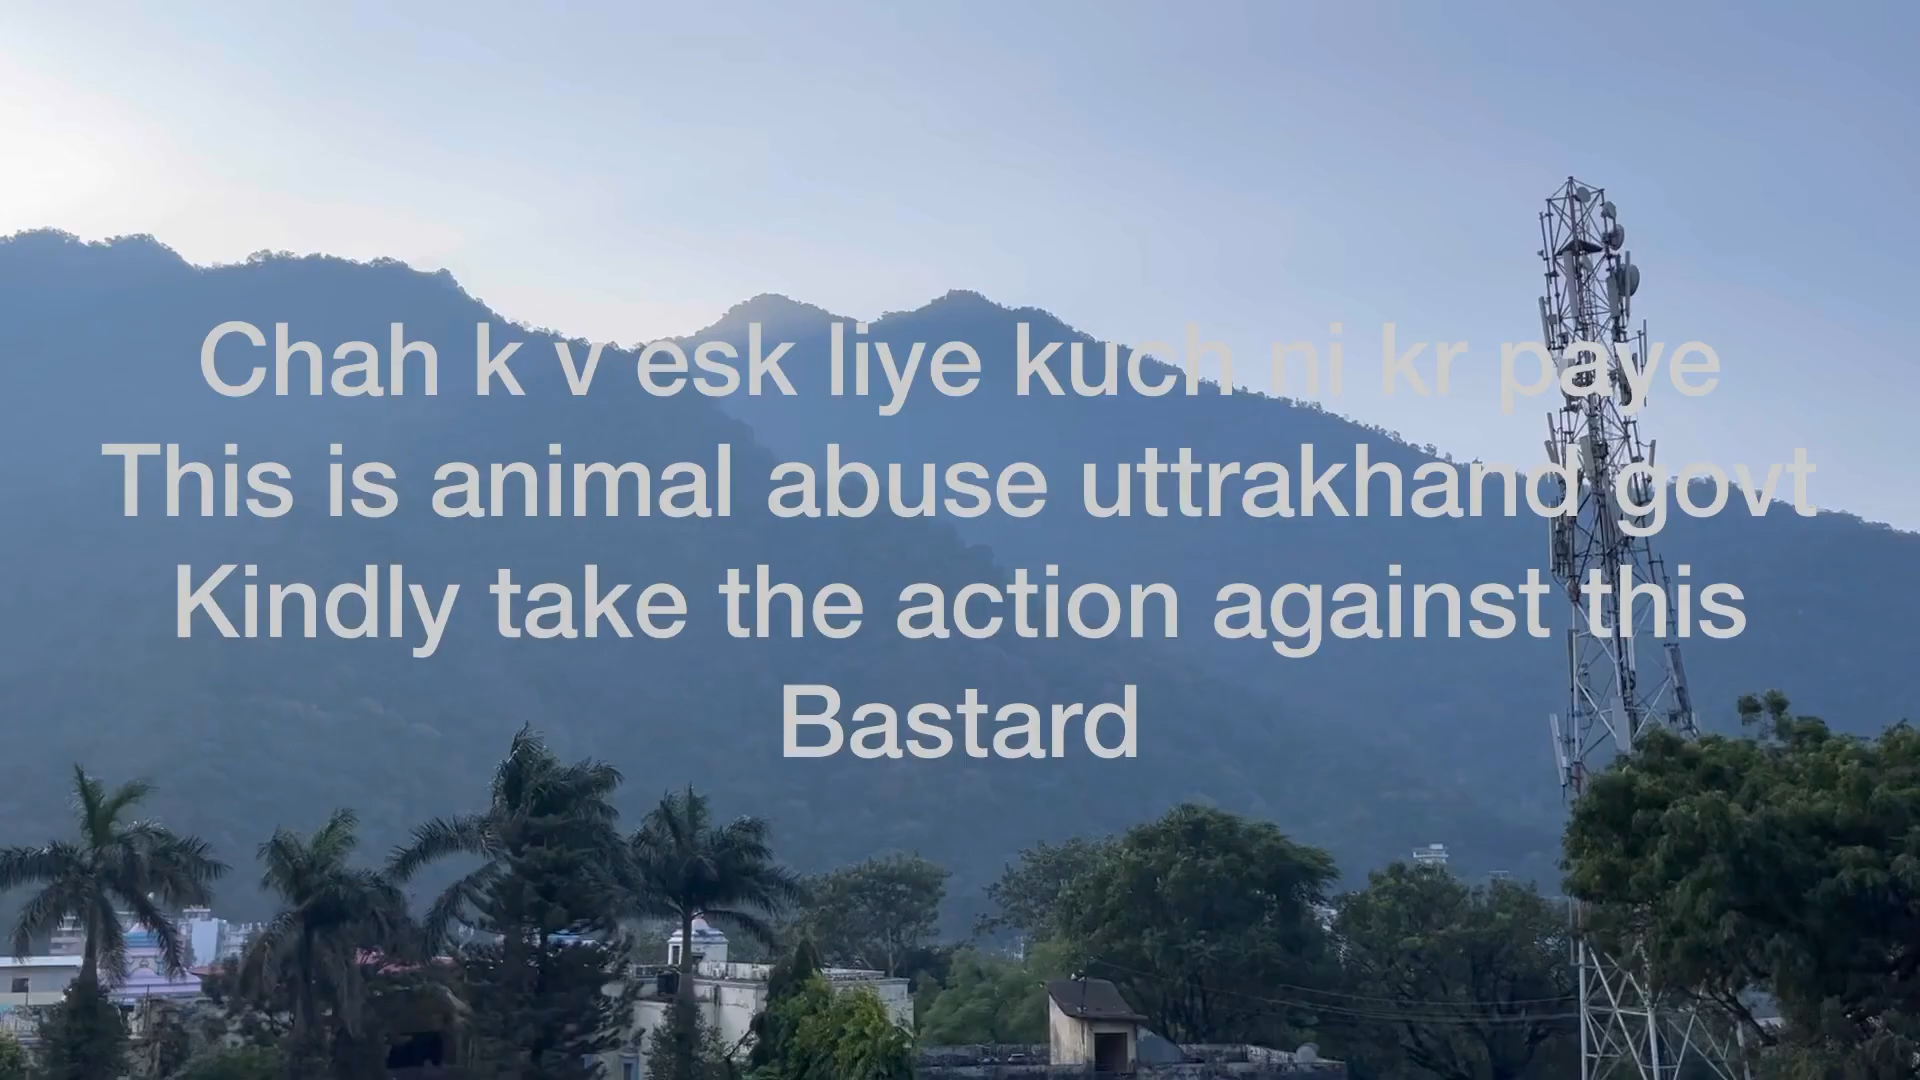 Chah k v esk liye kuch ni kr paye
This is animal abuse uttrakhand govt
Kindly take the action against this
Bastard